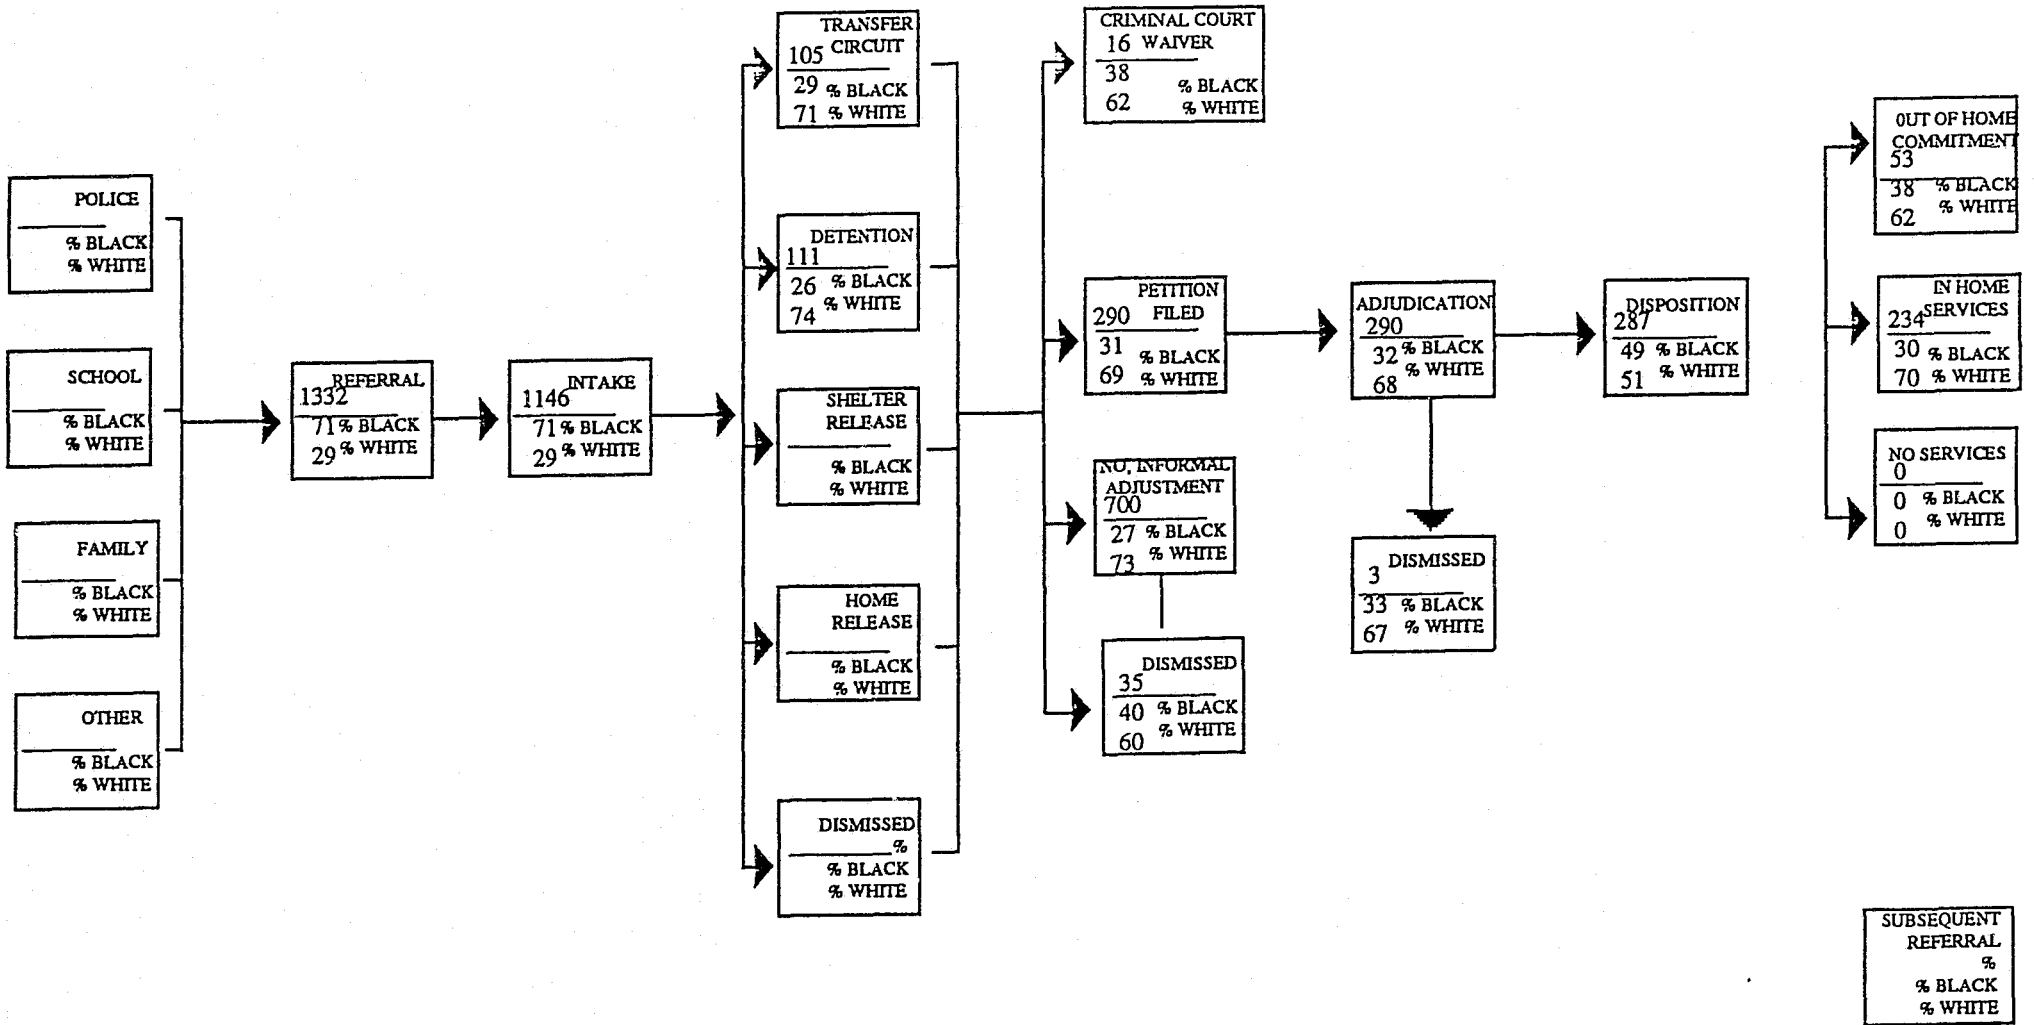 POLICE
% BLACK
% WHITE
SCHOOL
% BLACK
% WHITE
FAMILY
% BLACK
% WHITE
OTHER
% BLACK
% WHITE
REFERRAL
1332
71 % BLACK
29 % WHITE
INTAKE
1146
71 % BLACK
29 % WHITE
TRANSFER
105 CIRCUIT
29 % BLACK
71 % WHITE
DETENTION
111
26 % BLACK
74 % WHITE
SHELTER
RELEASE
% BLACK
% WHITE
HOME
RELEASE
% BLACK
% WHITE
DISMISSED
%
% BLACK
% WHITE
CRIMINAL COURT
16 WAIVER
38 % BLACK
62 % WHITE
PETITION
290 FILED
31 % BLACK
69 % WHITE
NO, INFORMAL
ADJUSTMENT
700
27 % BLACK
73 % WHITE
DISMISSED
35
40 % BLACK
60 % WHITE
ADJUDICATION
290
32 % BLACK
68 % WHITE
DISMISSED
3
33 % BLACK
67 % WHITE
DISPOSITION
287
49 % BLACK
51 % WHITE
OUT OF HOME
COMMITMENT
53
38 % BLACK
62 % WHITE
IN HOME
234 SERVICES
30 % BLACK
70 % WHITE
NO SERVICES
0
0 % BLACK
0 % WHITE
SUBSEQUENT
REFERRAL
%
% BLACK
% WHITE